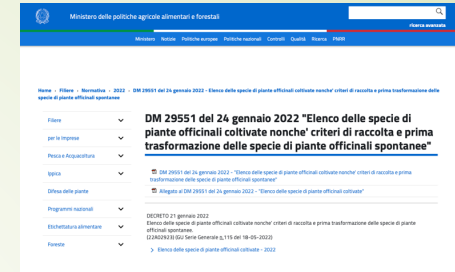 Ministero delle politiche agricole alimentari e forestali
ricerca avanzata
Ministero Notizie Politiche europee Politiche nazionali Controlli Qualità Ricerca PNRR
Home › Filiere › Normativa › 2022 › DM 29551 del 24 gennaio 2022 - Elenco delle specie di piante officinali coltivate nonche' criteri di raccolta e prima trasformazione delle
specie di piante officinali spontanee
Filiere
per le Imprese
Pesca e Acquacoltura
Ippica
Difesa delle piante
Programmi nazionali
Etichettatura alimentare
Foreste
DM 29551 del 24 gennaio 2022 "Elenco delle specie di
piante officinali coltivate nonche' criteri di raccolta e prima
trasformazione delle specie di piante officinali spontanee"
DM 29551 del 24 gennaio 2022 - "Elenco delle specie di piante officinali coltivate nonche' criteri di raccolta e prima
trasformazione delle specie di piante officinali spontanee"
Allegato al DM 29551 del 24 gennaio 2022 - "Elenco delle specie di piante officinali coltivate"
DECRETO 21 gennaio 2022
Elenco delle specie di piante officinali coltivate nonche' criteri di raccolta e prima trasformazione delle specie di piante
officinali spontanee.
(22A02923) (GU Serie Generale n.115 del 18-05-2022)
Elenco delle specie di piante officinali coltivate - 2022